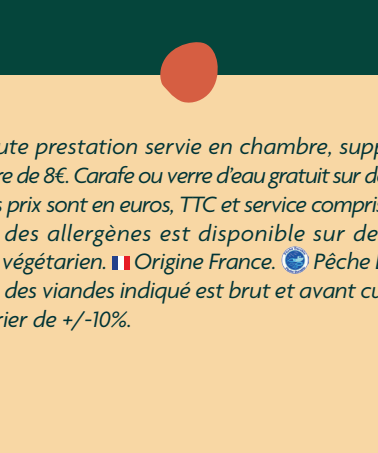 ute prestation servie en chambre, supp
re de 8€. Carafe ou verre d'eau gratuit sur de
s prix sont en euros, TTC et service compris
des allergènes est disponible sur de
végétarien. Origine France. Pêche
des viandes indiqué est brut et avant cu
rier de +/-10%.